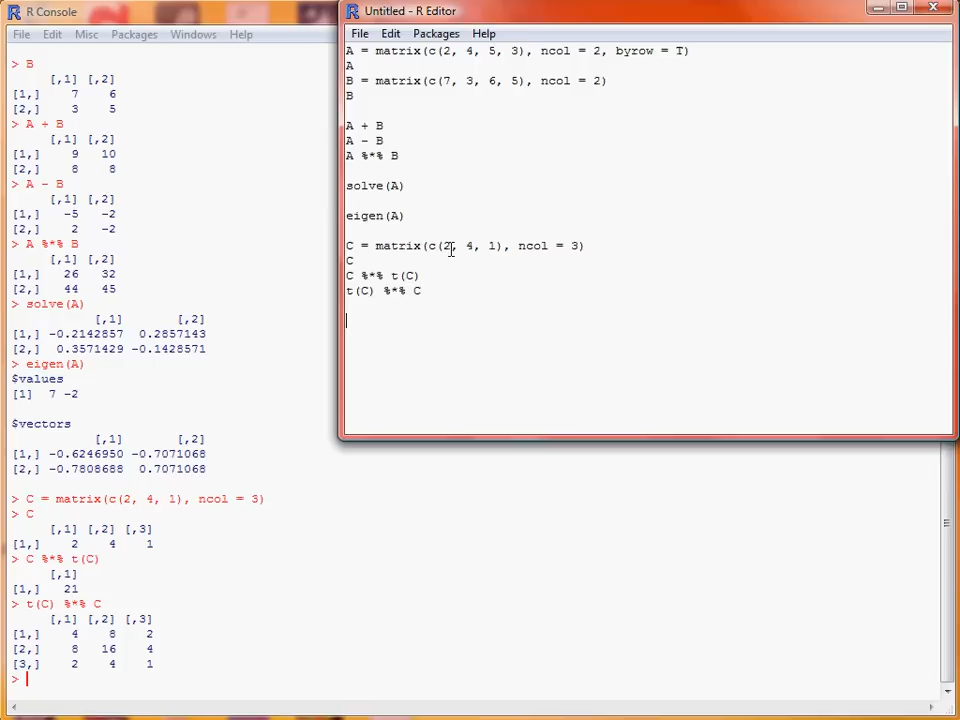 R Console
File Edit Misc Packages Windows Help
> B
[,1] [,2]
[1,] 7 6
[2,] 3 5
> A + B
[,1] [,2]
[1,] 9 10
[2,] 8 8
> A - B
[,1] [,2]
[1,] -5 -2
[2,] 2 -2
> A %*% B
[,1] [,2]
[1,] 26 32
[2,] 44 45
> solve(A)
[,1] [,2]
[1,] -0.2142857 0.2857143
[2,] 0.3571429 -0.1428571
> eigen(A)
$values
[1] 7 -2
$vectors
[,1] [,2]
[1,] -0.6246950 -0.7071068
[2,] -0.7808688 0.7071068
> C = matrix(c(2, 4, 1), ncol = 3)
> C
[,1] [,2] [,3]
[1,] 2 4 1
> C %*% t(C)
[,1]
[1,] 21
> t(C) %*% C
[,1] [,2] [,3]
[1,] 4 8 2
[2,] 8 16 4
[3,] 2 4 1
>
Untitled - R Editor
File Edit Packages Help
A = matrix(c(2, 4, 5, 3), ncol = 2, byrow = T)
A
B = matrix(c(7, 3, 6, 5), ncol = 2)
B
A + B
A - B
A %*% B
solve(A)
eigen(A)
C = matrix(c(2, 4, 1), ncol = 3)
C
C %*% t(C)
t(C) %*% C